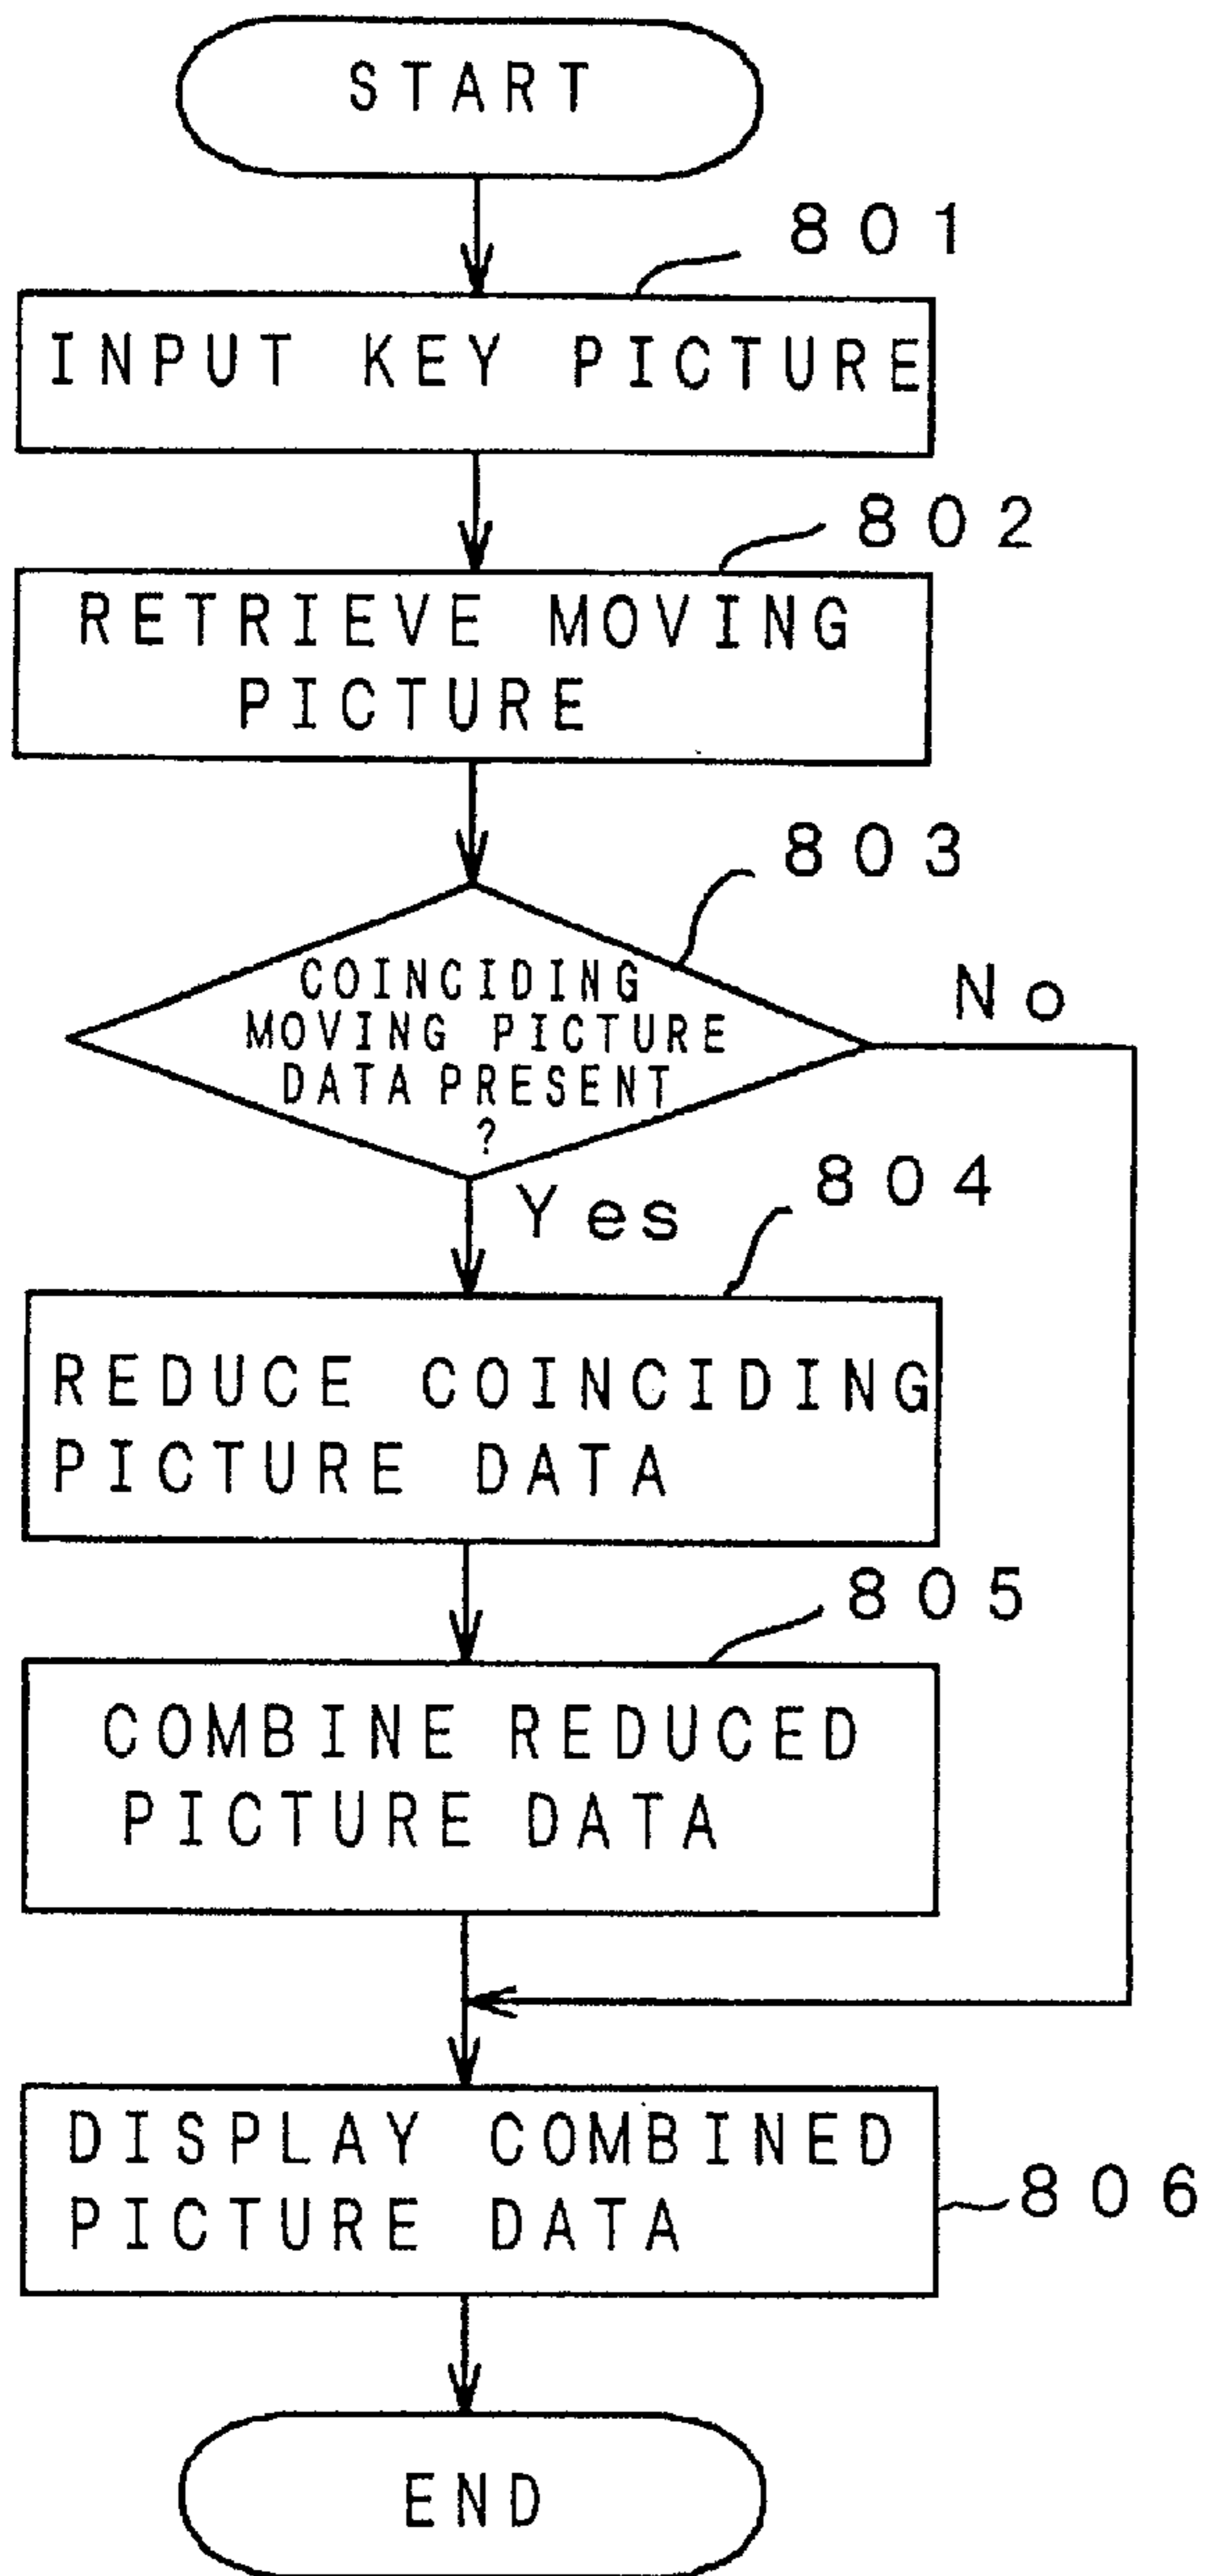 START
801
INPUT KEY PICTURE
802
RETRIEVE MOVING
PICTURE
803
COINCIDING
MOVING PICTURE
DATA PRESENT
?
No
Yes
804
REDUCE COINCIDING
PICTURE DATA
805
COMBINE REDUCED
PICTURE DATA
DISPLAY COMBINED
PICTURE DATA
806
END